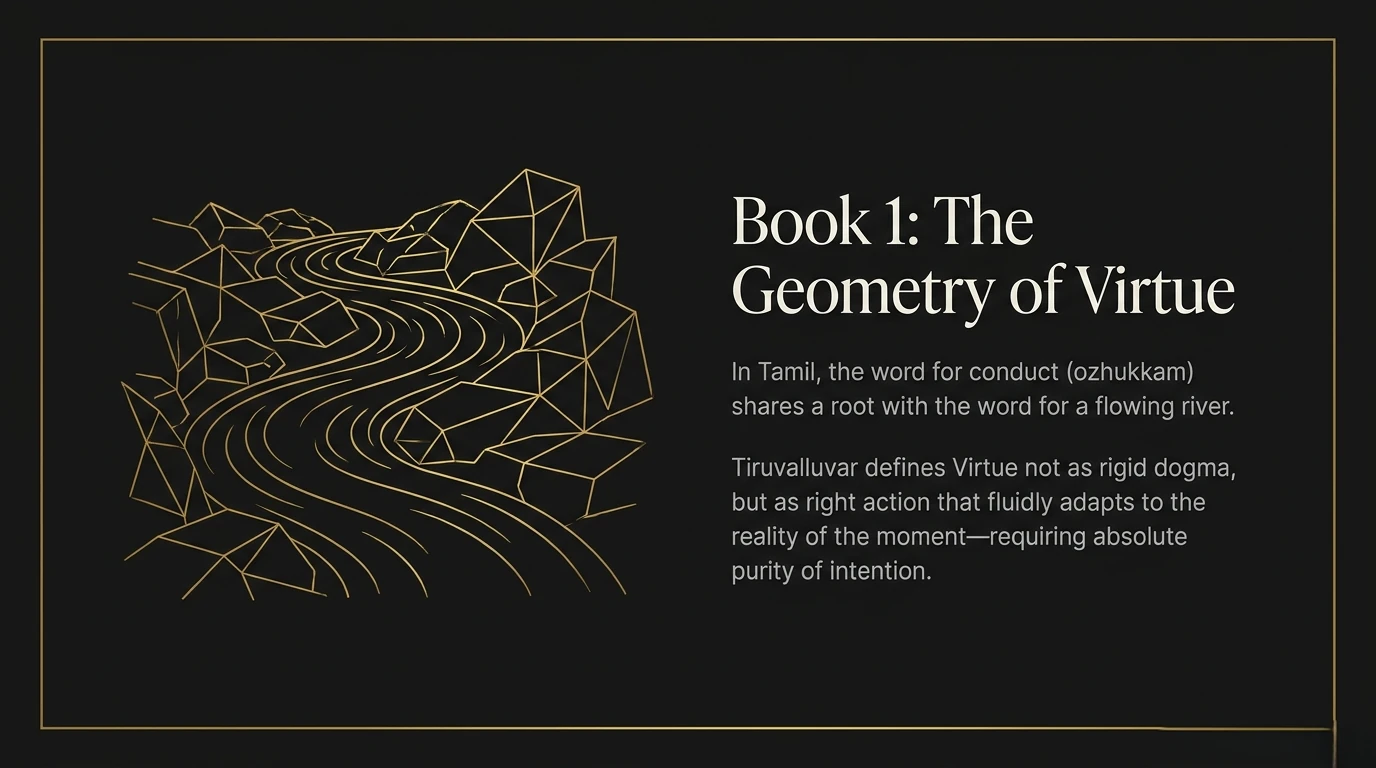 Book 1: The
Geometry of Virtue
In Tamil, the word for conduct (ozhukkam)
shares a root with the word for a flowing river.
Tiruvalluvar defines Virtue not as rigid dogma,
but as right action that fluidly adapts to the
reality of the moment—requiring absolute
purity of intention.